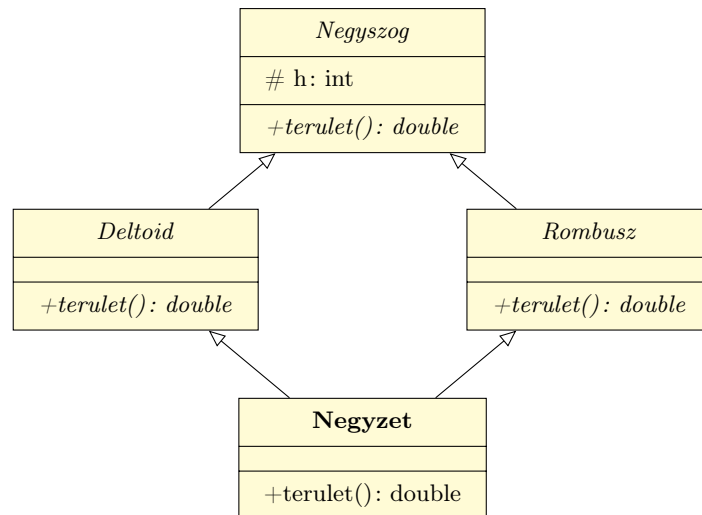 Negyszog
# h: int
+terulet(): double
Deltoid
+terulet(): double
Rombusz
+terulet(): double
Negyzet
+terulet(): double